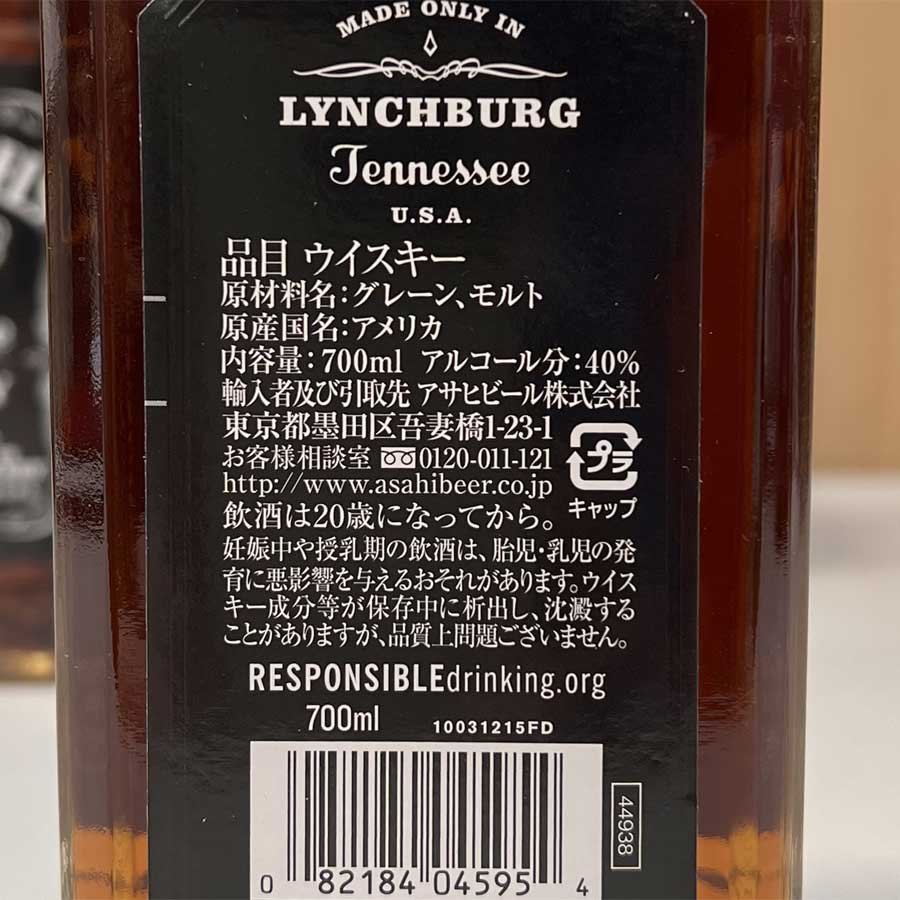 MADE ONLY IN
LYNCHBURG
Tennessee
U.S.A.
品目 ウイスキー
原材料名：グレーン、モルト
原産国名：アメリカ
内容量：700ml アルコール分：40%
輸入者及び引取先 アサヒビール株式会社
東京都墨田区吾妻橋1-23-1
お客様相談室 0120-011-121
http://www.asahibeer.co.jp
プラ
キャップ
飲酒は20歳になってから。
妊娠中や授乳期の飲酒は、胎児・乳児の発
育に悪影響を与えるおそれがあります。ウイス
キー成分等が保存中に析出し、沈澱する
ことがありますが、品質上問題ございません。
RESPONSIBLEdrinking.org
700ml 10031215FD
44938
0 82184 04595 4